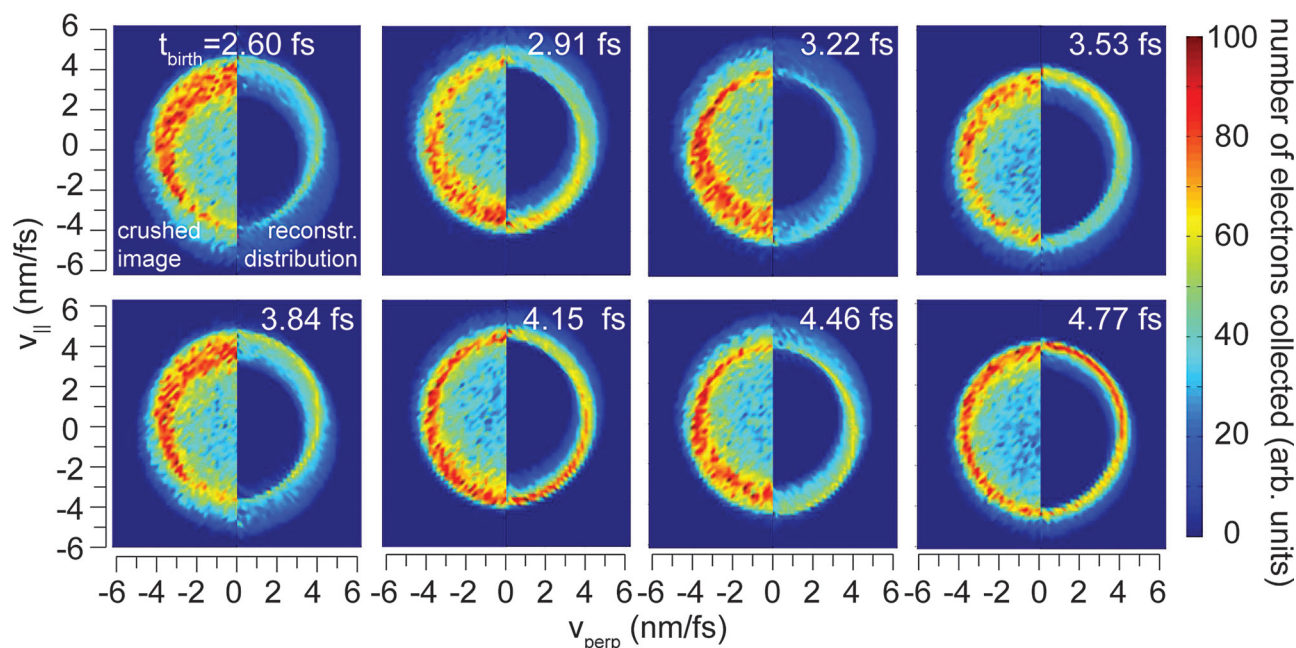 t_birth=2.60 fs
2.91 fs
3.22 fs
3.53 fs
crushed image
reconstr. distribution
3.84 fs
4.15 fs
4.46 fs
4.77 fs
6
4
2
0
-2
-4
-6
6
4
2
0
-2
-4
-6
v|| (nm/fs)
-6 -4 -2 0 2 4 6
-6 -4 -2 0 2 4 6
-6 -4 -2 0 2 4 6
-6 -4 -2 0 2 4 6
v_perp (nm/fs)
100
80
60
40
20
0
number of electrons collected (arb. units)